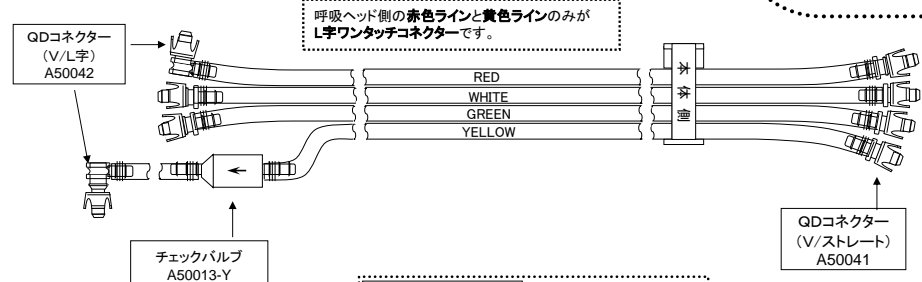 呼吸ヘッド側の赤色ラインと黄色ラインのみが
L字ワンタッチコネクターです。
QDコネクター
（V/L字）
A50042
RED
WHITE
GREEN
YELLOW
本体側
チェックバルブ
A50013-Y
QDコネクター
（V/ストレート）
A50041